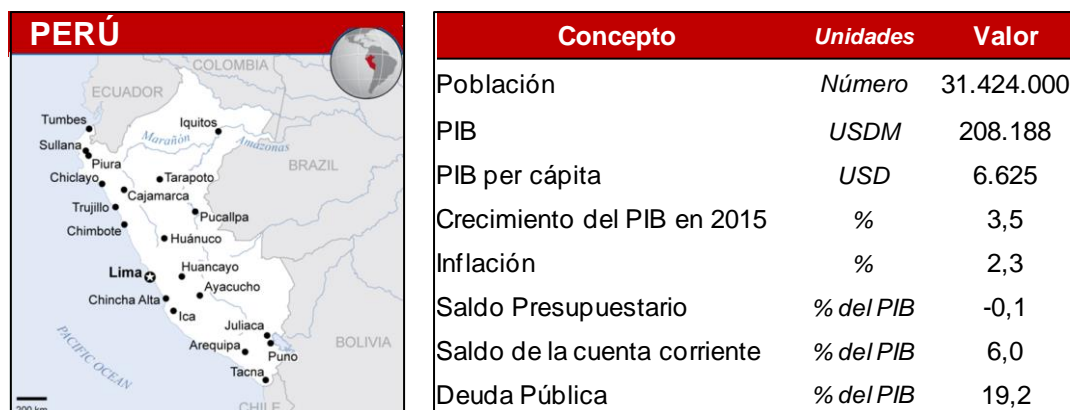 PERÚ
COLOMBIA
ECUADOR
Tumbes
Iquitos
Marañón
Amazonas
Sullana
Piura
BRAZIL
Chiclayo
Tarapoto
Cajamarca
Trujillo
Pucallpa
Chimbote
Huánuco
Lima
Huancayo
Ayacucho
Chincha Alta
Ica
Juliaca
PACIFIC OCEAN
Arequipa
Puno
BOLIVIA
Tacna
200 km
CHILE
Concepto Unidades Valor
Población Número 31.424.000
PIB USDM 208.188
PIB per cápita USD 6.625
Crecimiento del PIB en 2015 % 3,5
Inflación % 2,3
Saldo Presupuestario % del PIB -0,1
Saldo de la cuenta corriente % del PIB 6,0
Deuda Pública % del PIB 19,2